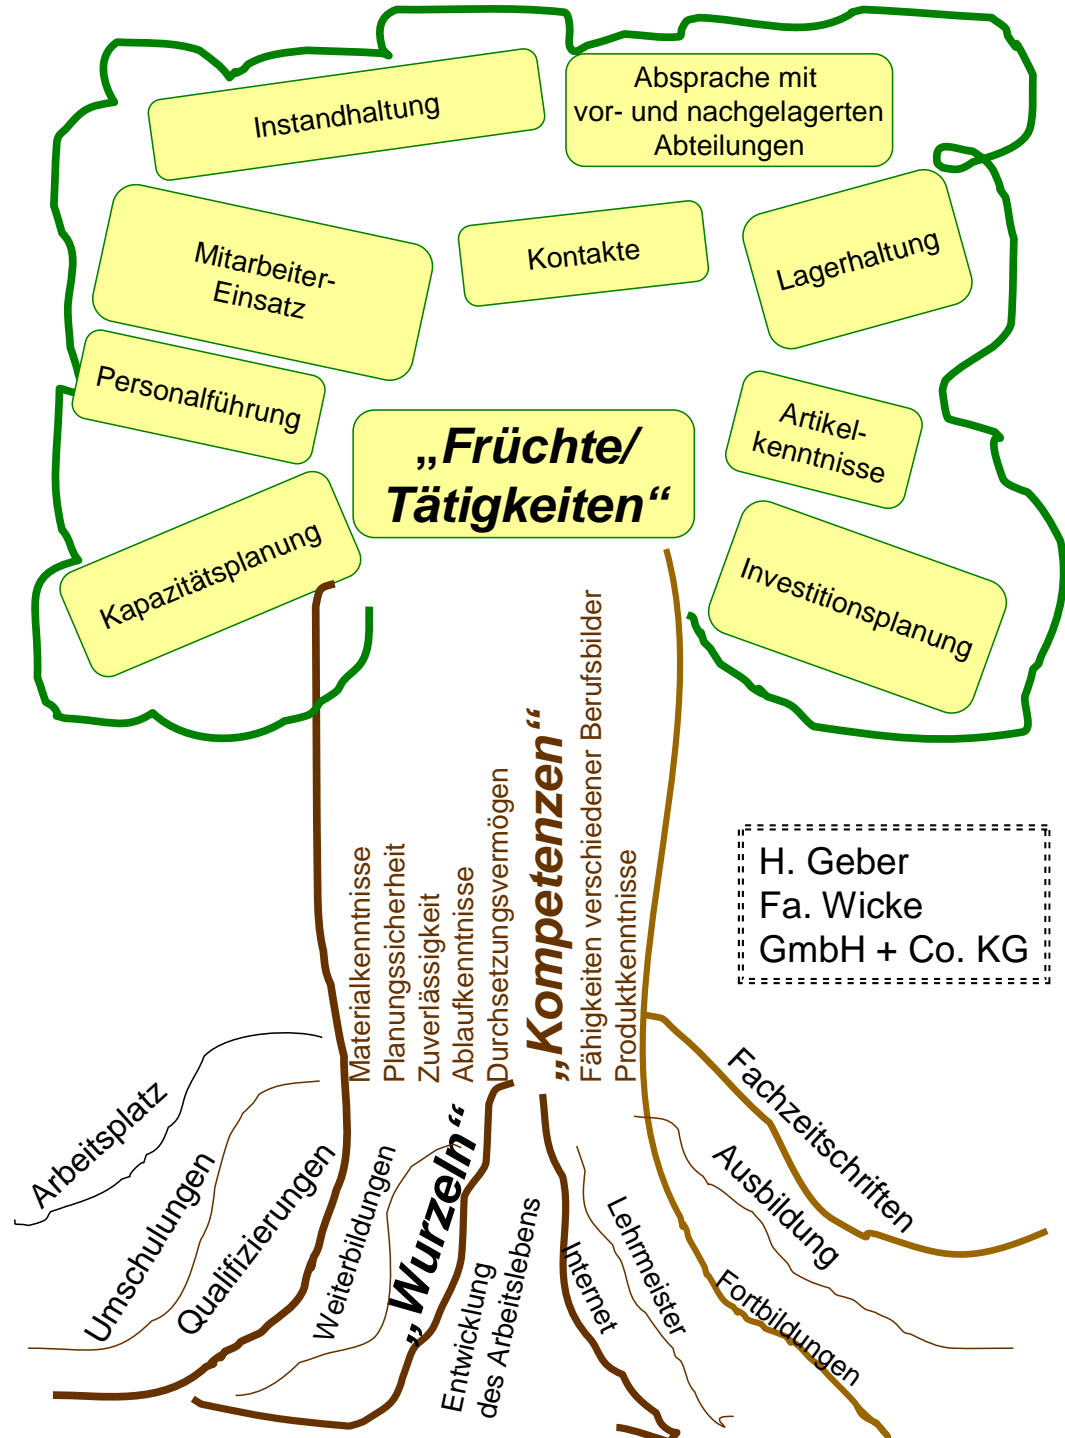 Instandhaltung
Absprache mit
vor- und nachgelagerten
Abteilungen
Mitarbeiter-
Einsatz
Kontakte
Lagerhaltung
Personalführung
„Früchte/
Tätigkeiten“
Artikel-
kenntnisse
Kapazitätsplanung
Investitionsplanung
Materialkenntnisse
Planungssicherheit
Zuverlässigkeit
Ablaufkenntnisse
Durchsetzungsvermögen
„Kompetenzen“
Fähigkeiten verschiedener Berufsbilder
Produktkenntnisse
H. Geber
Fa. Wicke
GmbH + Co. KG
Arbeitsplatz
Umschulungen
Qualifizierungen
Weiterbildungen
„Wurzeln“
Entwicklung
des Arbeitslebens
Internet
Lehrmeister
Fortbildungen
Ausbildung
Fachzeitschriften